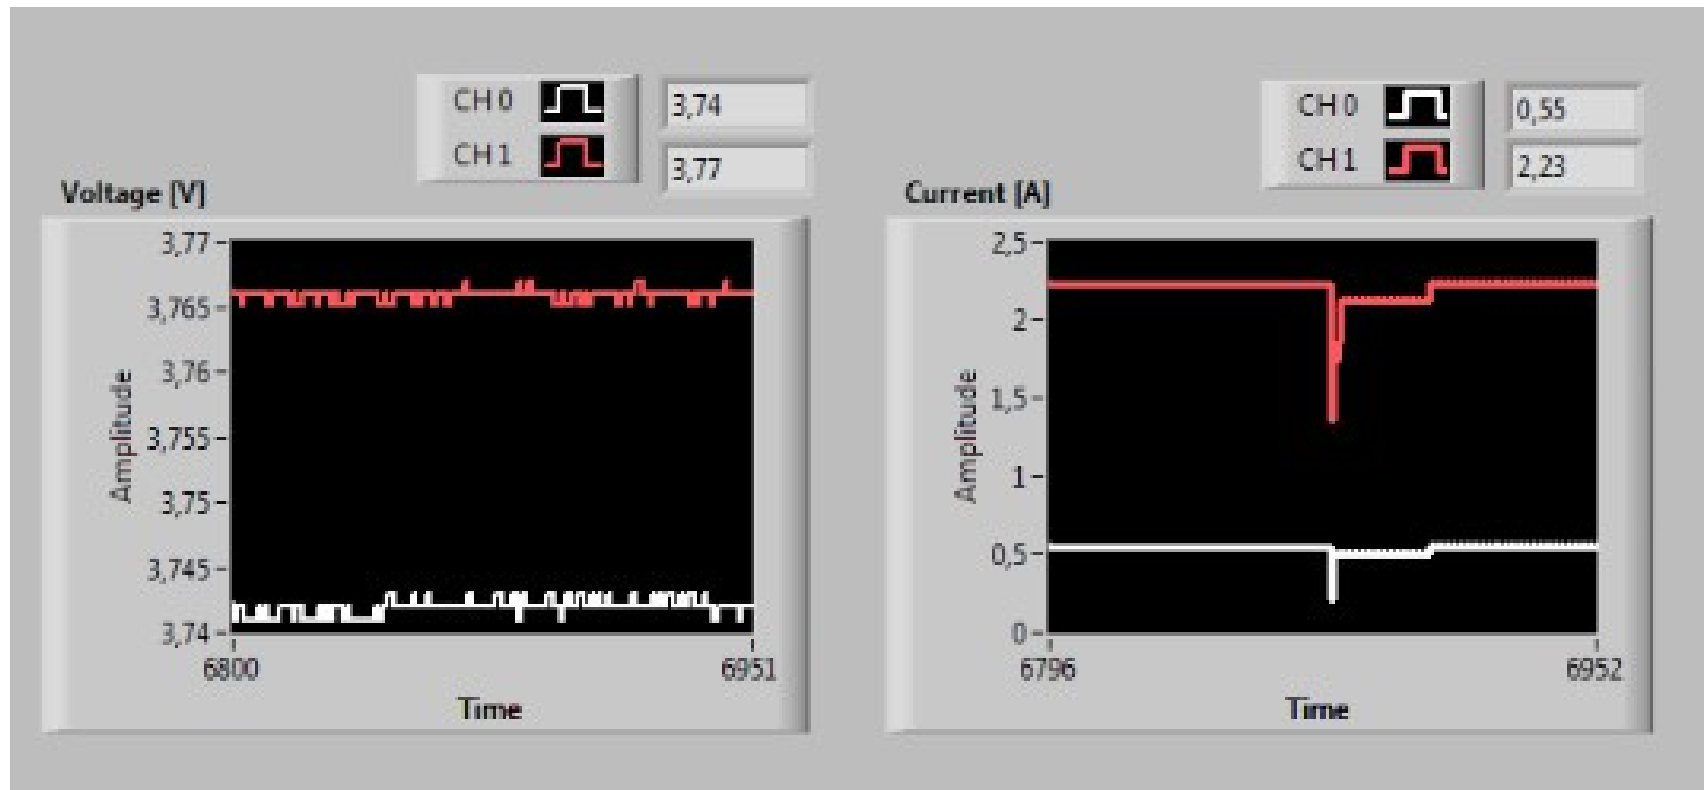 CH 0
3,74
CH 1
3,77
Voltage [V]
3,77
3,765
3,76
3,755
3,75
3,745
3,74
Amplitude
6800
6951
Time
CH 0
0,55
CH 1
2,23
Current [A]
2,5
2
1,5
1
0,5
0
Amplitude
6796
6952
Time